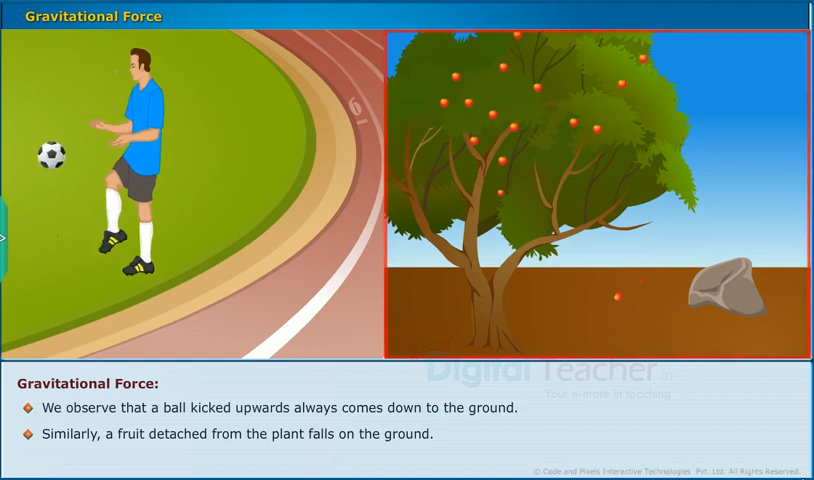 Gravitational Force
6
Digital Teacher.in
Your e-mate in teaching
Gravitational Force:
We observe that a ball kicked upwards always comes down to the ground.
Similarly, a fruit detached from the plant falls on the ground.
© Code and Pixels Interactive Technologies Pvt. Ltd. All Rights Reserved.